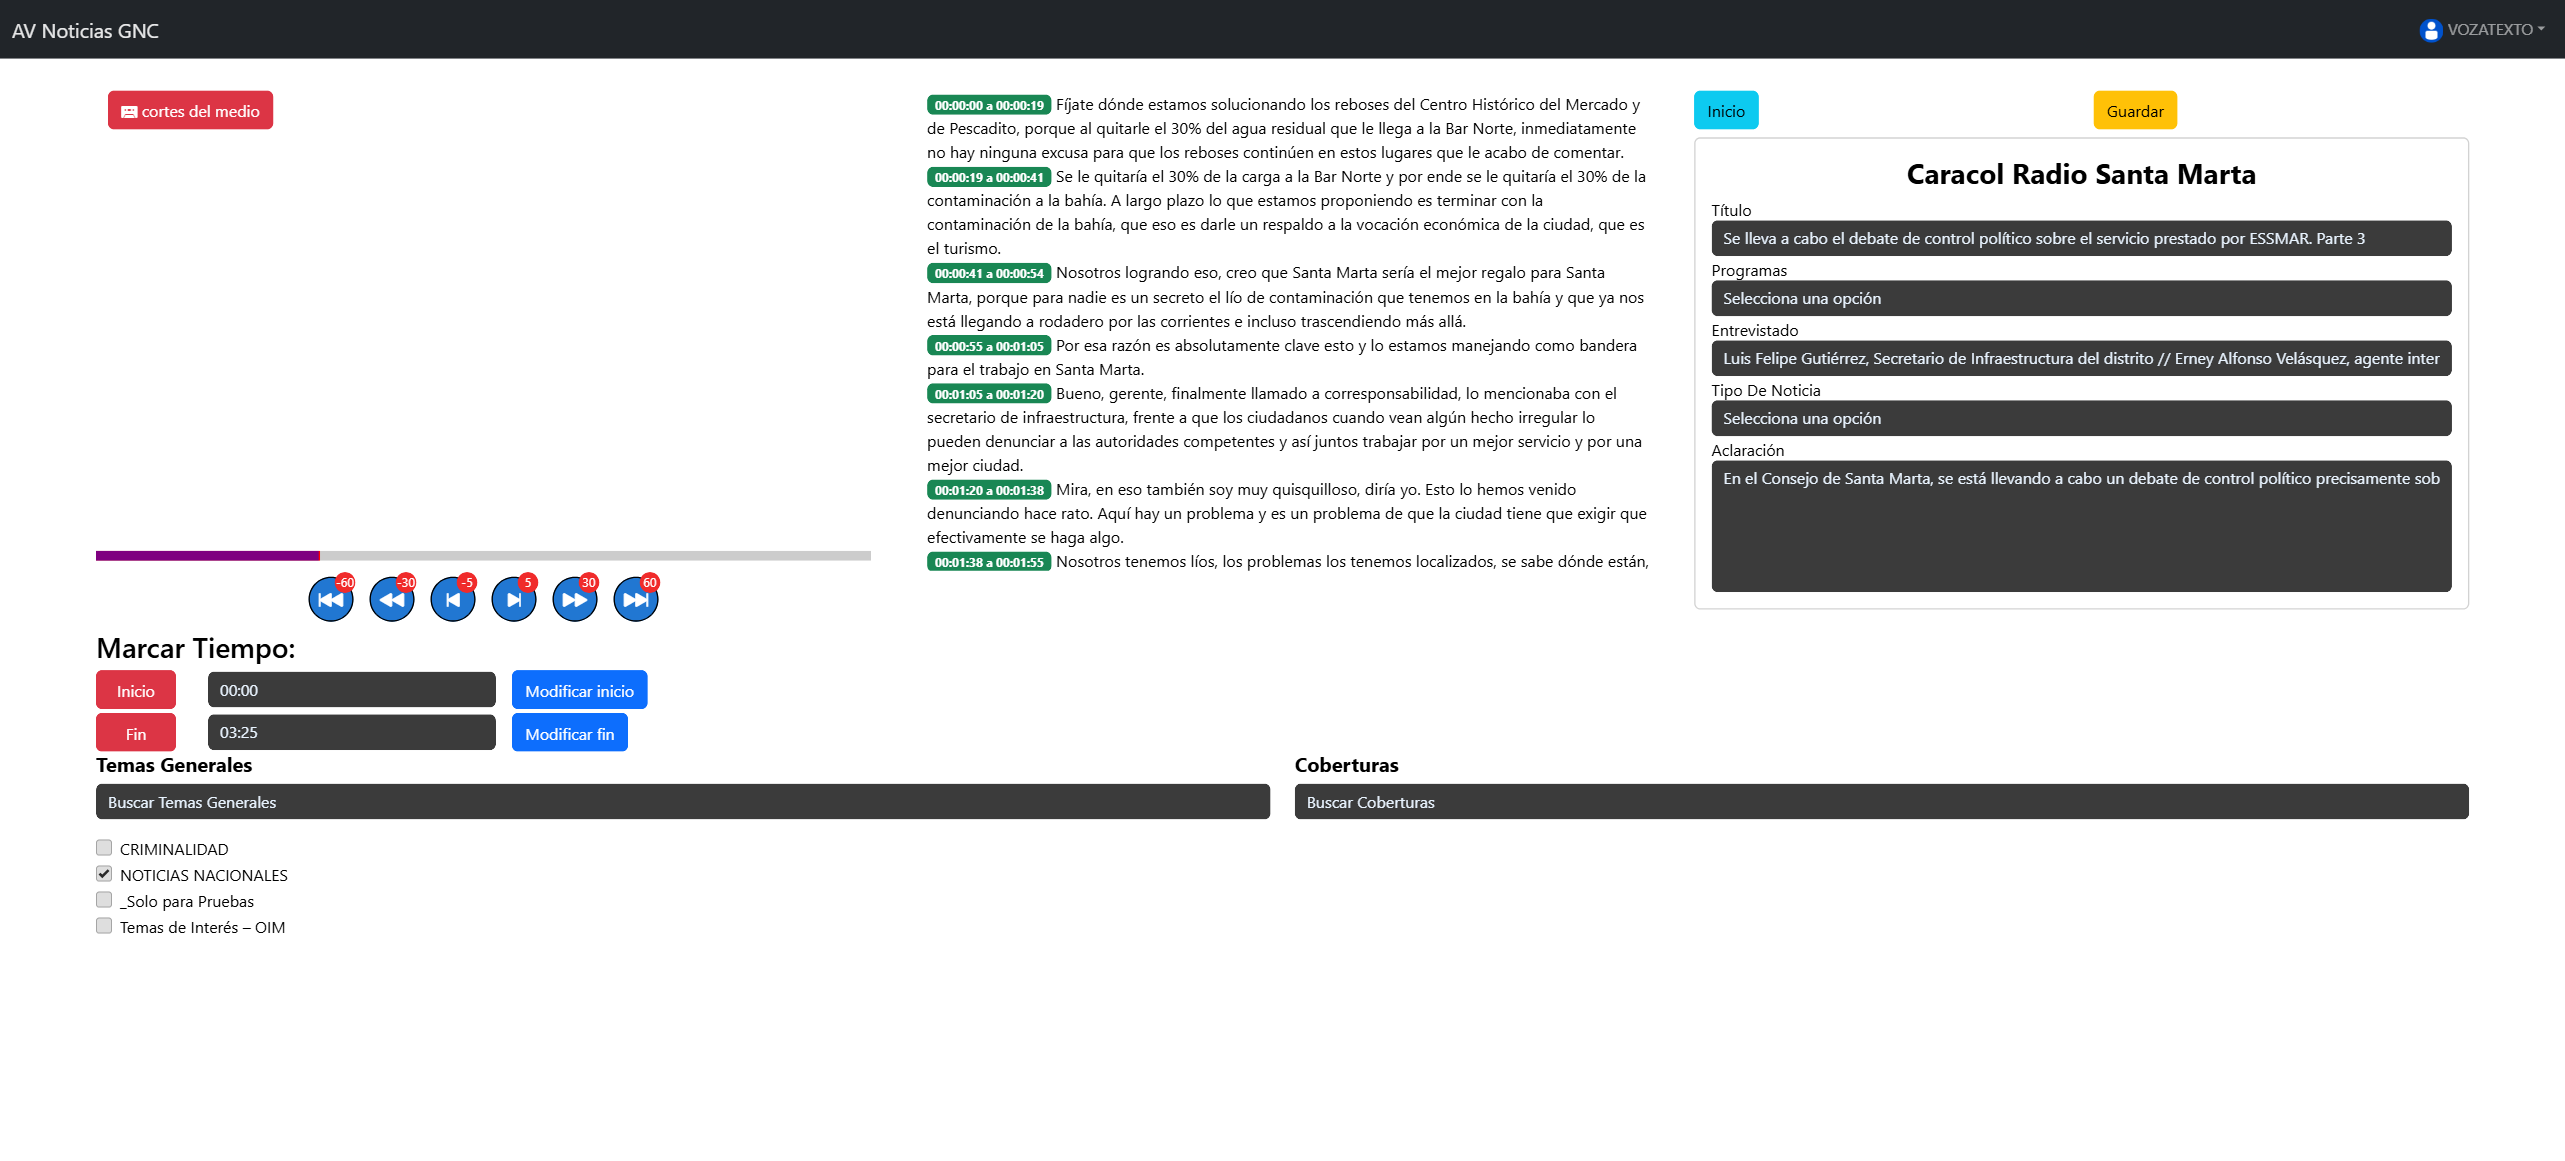 AV Noticias GNC
VOZATEXTO
cortes del medio
-60
-30
-5
5
30
60
Marcar Tiempo:
Inicio
00:00
Modificar inicio
Fin
03:25
Modificar fin
00:00:00 a 00:00:19 Fíjate dónde estamos solucionando los reboses del Centro Histórico del Mercado y
de Pescadito, porque al quitarle el 30% del agua residual que le llega a la Bar Norte, inmediatamente
no hay ninguna excusa para que los reboses continúen en estos lugares que le acabo de comentar.
00:00:19 a 00:00:41 Se le quitaría el 30% de la carga a la Bar Norte y por ende se le quitaría el 30% de la
contaminación a la bahía. A largo plazo lo que estamos proponiendo es terminar con la
contaminación de la bahía, que eso es darle un respaldo a la vocación económica de la ciudad, que es
el turismo.
00:00:41 a 00:00:54 Nosotros logrando eso, creo que Santa Marta sería el mejor regalo para Santa
Marta, porque para nadie es un secreto el lío de contaminación que tenemos en la bahía y que ya nos
está llegando a rodadero por las corrientes e incluso trascendiendo más allá.
00:00:55 a 00:01:05 Por esa razón es absolutamente clave esto y lo estamos manejando como bandera
para el trabajo en Santa Marta.
00:01:05 a 00:01:20 Bueno, gerente, finalmente llamado a corresponsabilidad, lo mencionaba con el
secretario de infraestructura, frente a que los ciudadanos cuando vean algún hecho irregular lo
pueden denunciar a las autoridades competentes y así juntos trabajar por un mejor servicio y por una
mejor ciudad.
00:01:20 a 00:01:38 Mira, en eso también soy muy quisquilloso, diría yo. Esto lo hemos venido
denunciando hace rato. Aquí hay un problema y es un problema de que la ciudad tiene que exigir que
efectivamente se haga algo.
00:01:38 a 00:01:55 Nosotros tenemos líos, los problemas los tenemos localizados, se sabe dónde están,
Inicio
Guardar
Caracol Radio Santa Marta
Título
Se lleva a cabo el debate de control político sobre el servicio prestado por ESSMAR. Parte 3
Programas
Selecciona una opción
Entrevistado
Luis Felipe Gutiérrez, Secretario de Infraestructura del distrito // Erney Alfonso Velásquez, agente inter
Tipo De Noticia
Selecciona una opción
Aclaración
En el Consejo de Santa Marta, se está llevando a cabo un debate de control político precisamente sob
Temas Generales
Buscar Temas Generales
CRIMINALIDAD
NOTICIAS NACIONALES
_Solo para Pruebas
Temas de Interés – OIM
Coberturas
Buscar Coberturas